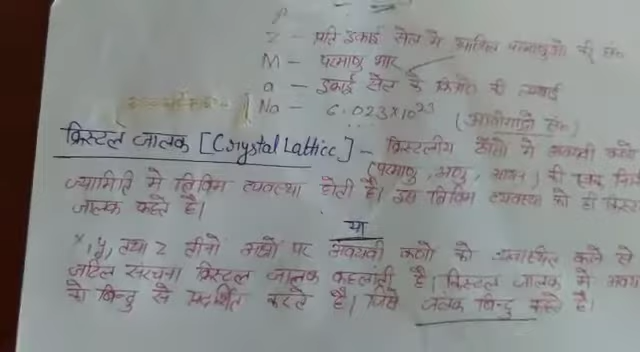 Z - प्रति इकाई सेल में उपस्थित परमाणुओं की सं०
M - परमाणु भार
a - इकाई सेल के किनारे की लम्बाई
No - 6.023×10²³
(आवोगाद्रो सं०)
क्रिस्टल जालक [Crystal Lattice] - क्रिस्टलीय ठोसों में अवयवी कणों
(परमाणु, अणु, आयन) की एक
ज्यामिति में त्रिविम व्यवस्था होती है। इस त्रिविम व्यवस्था को ही
जालक कहते है।
या
x, y, तथा z तीनों अक्षों पर अवयवी कणों को व्यवस्थित करने से
जटिल संरचना क्रिस्टल जालक कहलाती है। क्रिस्टल जालक में
को बिन्दु से प्रदर्शित करते है। जिसे जालक बिन्दु कहते है।